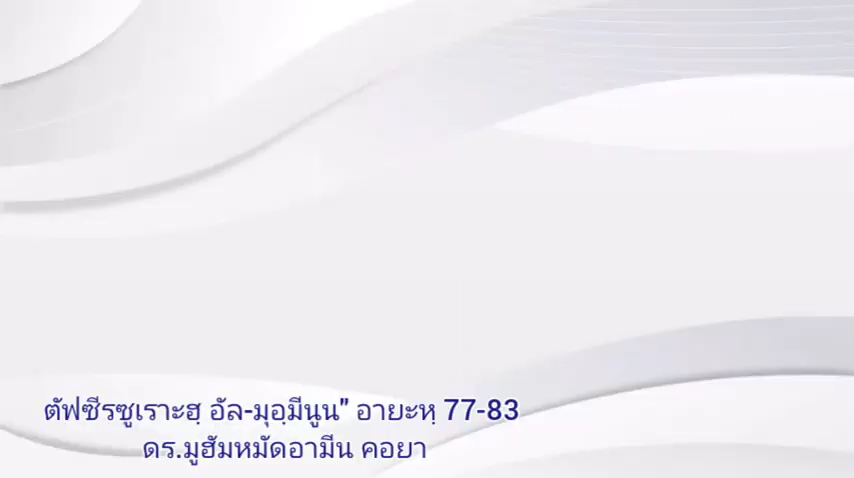 ตัฟซีรซูเราะฮฺ อัล-มุอฺมีนูน" อายะหฺ 77-83
ดร.มูฮัมหมัดอามีน คอยา